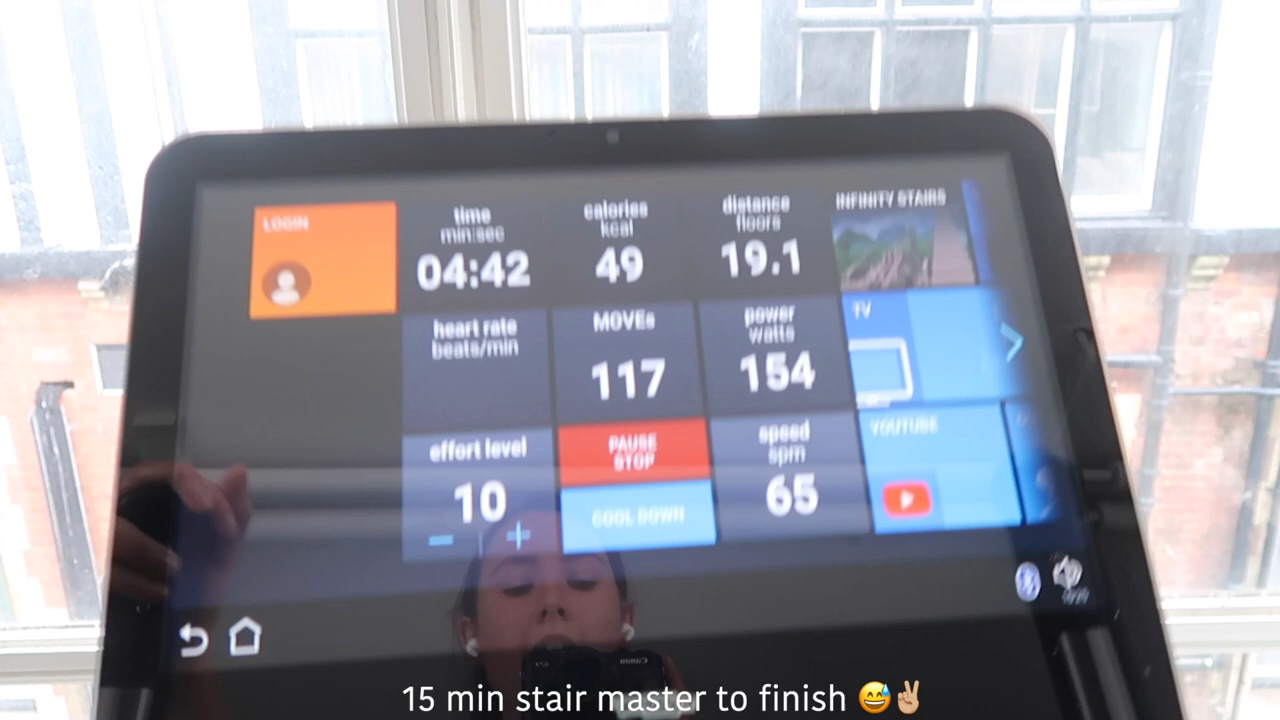 LOGIN
time
min:sec
04:42
calories
kcal
49
distance
floors
19.1
INFINITY STAIRS
heart rate
beats/min
MOVEs
117
power
watts
154
TV
effort level
10
PAUSE
STOP
COOL DOWN
speed
spm
65
YOUTUBE
Canon
15 min stair master to finish 😅✌🏼